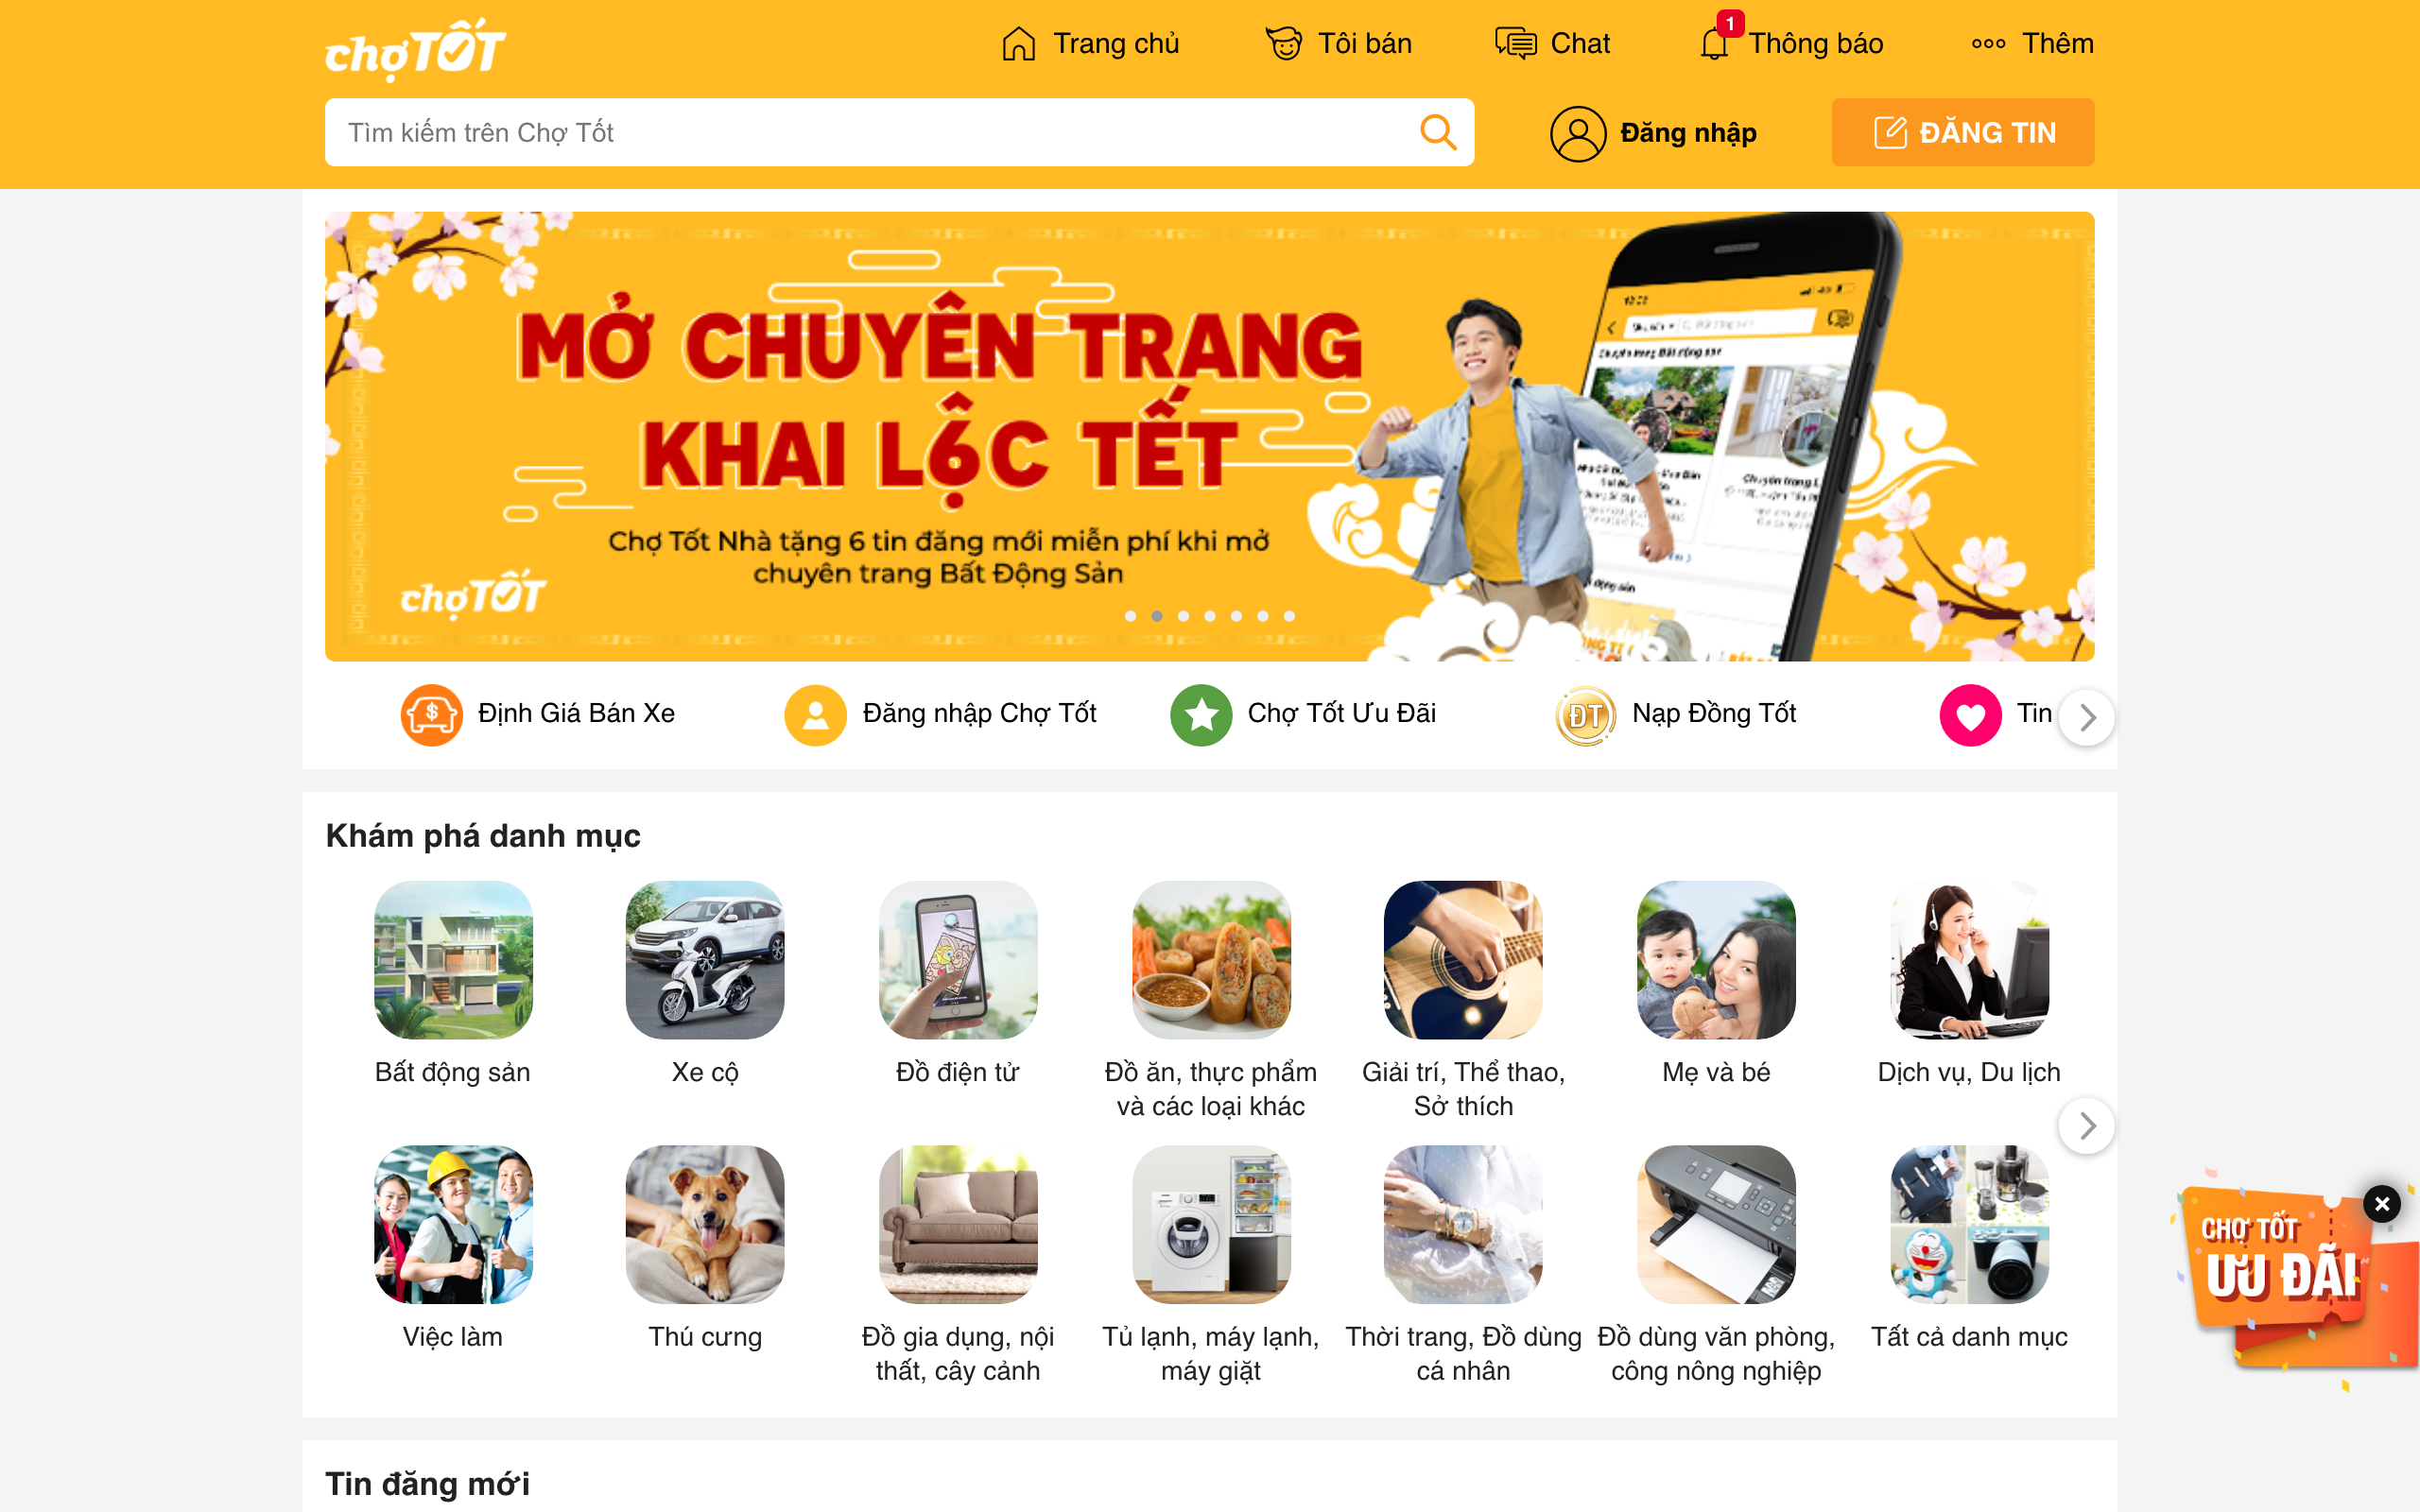 chợTỐT
Trang chủ
Tôi bán
Chat
1
Thông báo
Thêm
Tìm kiếm trên Chợ Tốt
Đăng nhập
ĐĂNG TIN
MỞ CHUYÊN TRANG
KHAI LỘC TẾT
Chợ Tốt Nhà tặng 6 tin đăng mới miễn phí khi mở
chuyên trang Bất Động Sản
chợTỐT
Định Giá Bán Xe
Đăng nhập Chợ Tốt
Chợ Tốt Ưu Đãi
ĐT
Nạp Đồng Tốt
Tin
Khám phá danh mục
Bất động sản
Xe cộ
Đồ điện tử
Đồ ăn, thực phẩm
và các loại khác
Giải trí, Thể thao,
Sở thích
Mẹ và bé
Dịch vụ, Du lịch
Việc làm
Thú cưng
Đồ gia dụng, nội
thất, cây cảnh
Tủ lạnh, máy lạnh,
máy giặt
Thời trang, Đồ dùng
cá nhân
Đồ dùng văn phòng,
công nông nghiệp
Tất cả danh mục
CHỢ TỐT
ƯU ĐÃI
Tin đăng mới